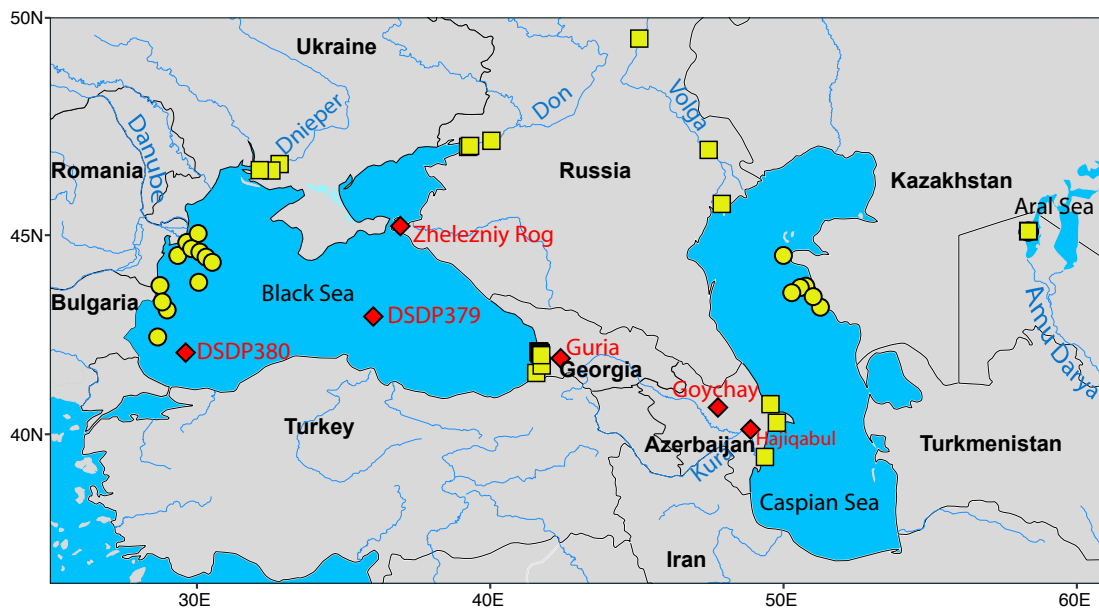 50N
Ukraine
Dnieper
Don
Volga
Danube
Romania
Russia
Kazakhstan
Aral Sea
45N
Zhelezniy Rog
Bulgaria
Black Sea
DSDP379
DSDP380
Guria
Georgia
Amu Darya
Goychay
Turkey
40N
Hajiqabul
Azerbaijan
Turkmenistan
Kura
Caspian Sea
Iran
30E
40E
50E
60E